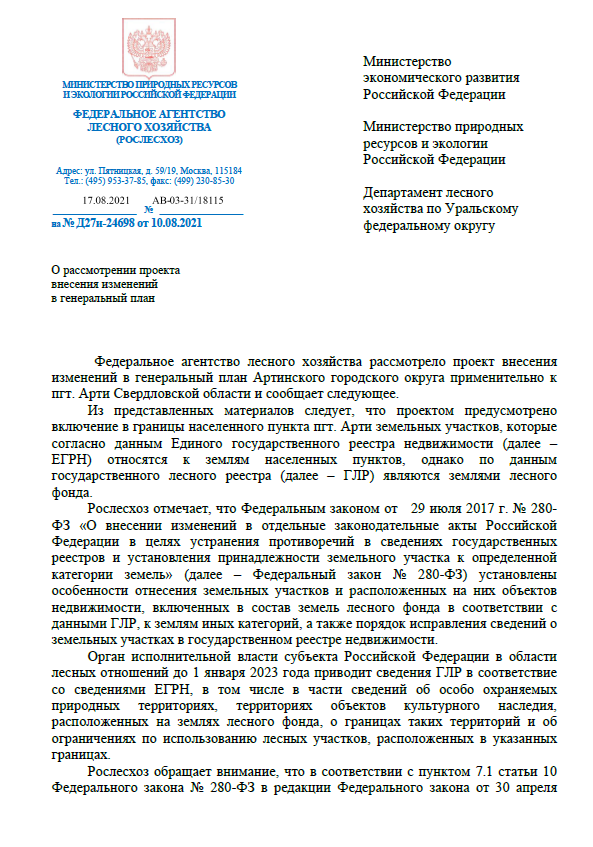 МИНИСТЕРСТВО ПРИРОДНЫХ РЕСУРСОВ
И ЭКОЛОГИИ РОССИЙСКОЙ ФЕДЕРАЦИИ
ФЕДЕРАЛЬНОЕ АГЕНТСТВО
ЛЕСНОГО ХОЗЯЙСТВА
(РОСЛЕСХОЗ)
Адрес: ул. Пятницкая, д. 59/19, Москва, 115184
Тел.: (495) 953-37-85, факс: (499) 230-85-30
17.08.2021 № АВ-03-31/18115
на № Д27и-24698 от 10.08.2021
Министерство
экономического развития
Российской Федерации
Министерство природных
ресурсов и экологии
Российской Федерации
Департамент лесного
хозяйства по Уральскому
федеральному округу
О рассмотрении проекта
внесения изменений
в генеральный план
Федеральное агентство лесного хозяйства рассмотрело проект внесения
изменений в генеральный план Артинского городского округа применительно к
пгт. Арти Свердловской области и сообщает следующее.
Из представленных материалов следует, что проектом предусмотрено
включение в границы населенного пункта пгт. Арти земельных участков, которые
согласно данным Единого государственного реестра недвижимости (далее –
ЕГРН) относятся к землям населенных пунктов, однако по данным
государственного лесного реестра (далее – ГЛР) являются землями лесного
фонда.
Рослесхоз отмечает, что Федеральным законом от 29 июля 2017 г. № 280-
ФЗ «О внесении изменений в отдельные законодательные акты Российской
Федерации в целях устранения противоречий в сведениях государственных
реестров и установления принадлежности земельного участка к определенной
категории земель» (далее – Федеральный закон № 280-ФЗ) установлены
особенности отнесения земельных участков и расположенных на них объектов
недвижимости, включенных в состав земель лесного фонда в соответствии с
данными ГЛР, к землям иных категорий, а также порядок исправления сведений о
земельных участках в государственном реестре недвижимости.
Орган исполнительной власти субъекта Российской Федерации в области
лесных отношений до 1 января 2023 года приводит сведения ГЛР в соответствие
со сведениями ЕГРН, в том числе в части сведений об особо охраняемых
природных территориях, территориях объектов культурного наследия,
расположенных на землях лесного фонда, о границах таких территорий и об
ограничениях по использованию лесных участков, расположенных в указанных
границах.
Рослесхоз обращает внимание, что в соответствии с пунктом 7.1 статьи 10
Федерального закона № 280-ФЗ в редакции Федерального закона от 30 апреля